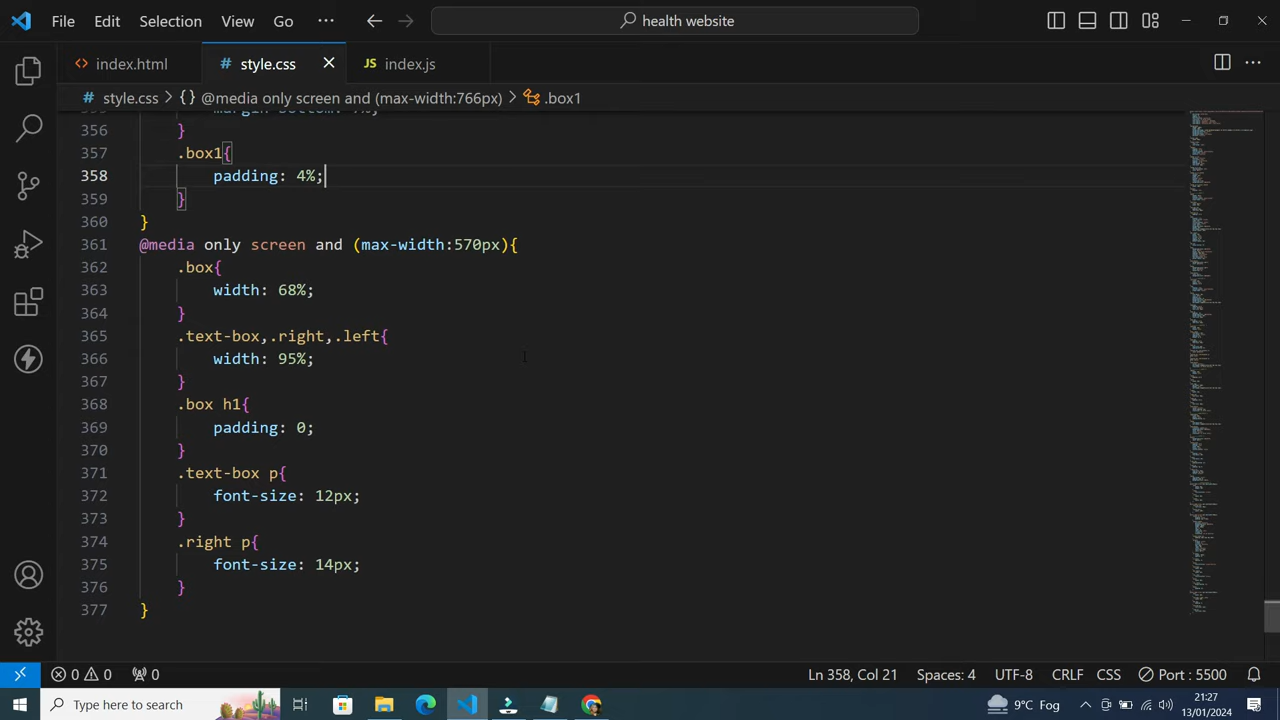 File Edit Selection View Go ··· health website
index.html # style.css JS index.js
# style.css > {} @media only screen and (max-width:766px) > .box1
356 }
357 .box1{
358 padding: 4%;
359 }
360 }
361 @media only screen and (max-width:570px){
362 .box{
363 width: 68%;
364 }
365 .text-box,.right,.left{
366 width: 95%;
367 }
368 .box h1{
369 padding: 0;
370 }
371 .text-box p{
372 font-size: 12px;
373 }
374 .right p{
375 font-size: 14px;
376 }
377 }
0 0 0 Ln 358, Col 21 Spaces: 4 UTF-8 CRLF CSS Port : 5500
Type here to search 9°C Fog 21:27
13/01/2024